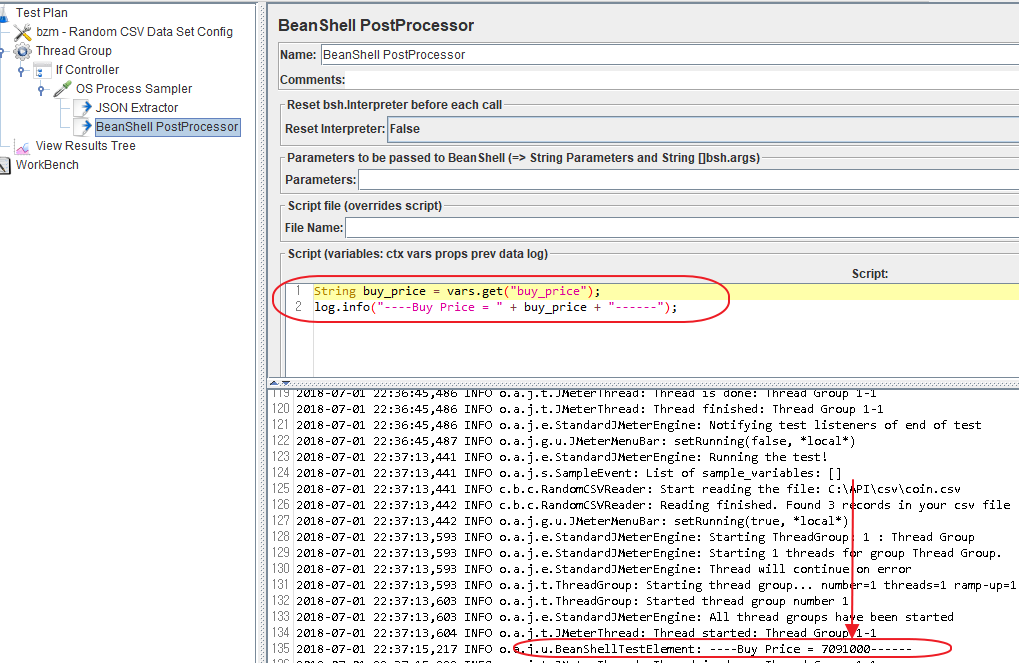 Test Plan
bzm - Random CSV Data Set Config
Thread Group
If Controller
OS Process Sampler
JSON Extractor
BeanShell PostProcessor
View Results Tree
WorkBench
BeanShell PostProcessor
Name: BeanShell PostProcessor
Comments:
Reset bsh.Interpreter before each call
Reset Interpreter: False
Parameters to be passed to BeanShell (=> String Parameters and String []bsh.args)
Parameters:
Script file (overrides script)
File Name:
Script (variables: ctx vars props prev data log)
Script:
1 String buy_price = vars.get("buy_price");
2 log.info("----Buy Price = " + buy_price + "------");
119 2018-07-01 22:36:45,486 INFO o.a.j.t.JMeterThread: Thread is done: Thread Group 1-1
120 2018-07-01 22:36:45,486 INFO o.a.j.t.JMeterThread: Thread finished: Thread Group 1-1
121 2018-07-01 22:36:45,486 INFO o.a.j.e.StandardJMeterEngine: Notifying test listeners of end of test
122 2018-07-01 22:36:45,487 INFO o.a.j.g.u.JMeterMenuBar: setRunning(false, *local*)
123 2018-07-01 22:37:13,441 INFO o.a.j.e.StandardJMeterEngine: Running the test!
124 2018-07-01 22:37:13,441 INFO o.a.j.s.SampleEvent: List of sample_variables: []
125 2018-07-01 22:37:13,441 INFO c.b.c.RandomCSVReader: Start reading the file: C:\API\csv\coin.csv
126 2018-07-01 22:37:13,442 INFO c.b.c.RandomCSVReader: Reading finished. Found 3 records in your csv file
127 2018-07-01 22:37:13,442 INFO o.a.j.g.u.JMeterMenuBar: setRunning(true, *local*)
128 2018-07-01 22:37:13,593 INFO o.a.j.e.StandardJMeterEngine: Starting ThreadGroup: 1 : Thread Group
129 2018-07-01 22:37:13,593 INFO o.a.j.e.StandardJMeterEngine: Starting 1 threads for group Thread Group.
130 2018-07-01 22:37:13,593 INFO o.a.j.e.StandardJMeterEngine: Thread will continue on error
131 2018-07-01 22:37:13,593 INFO o.a.j.t.ThreadGroup: Starting thread group... number=1 threads=1 ramp-up=1
132 2018-07-01 22:37:13,603 INFO o.a.j.t.ThreadGroup: Started thread group number 1
133 2018-07-01 22:37:13,603 INFO o.a.j.e.StandardJMeterEngine: All thread groups have been started
134 2018-07-01 22:37:13,604 INFO o.a.j.t.JMeterThread: Thread started: Thread Group 1-1
135 2018-07-01 22:37:15,217 INFO o.a.j.u.BeanShellTestElement: ----Buy Price = 7091000------